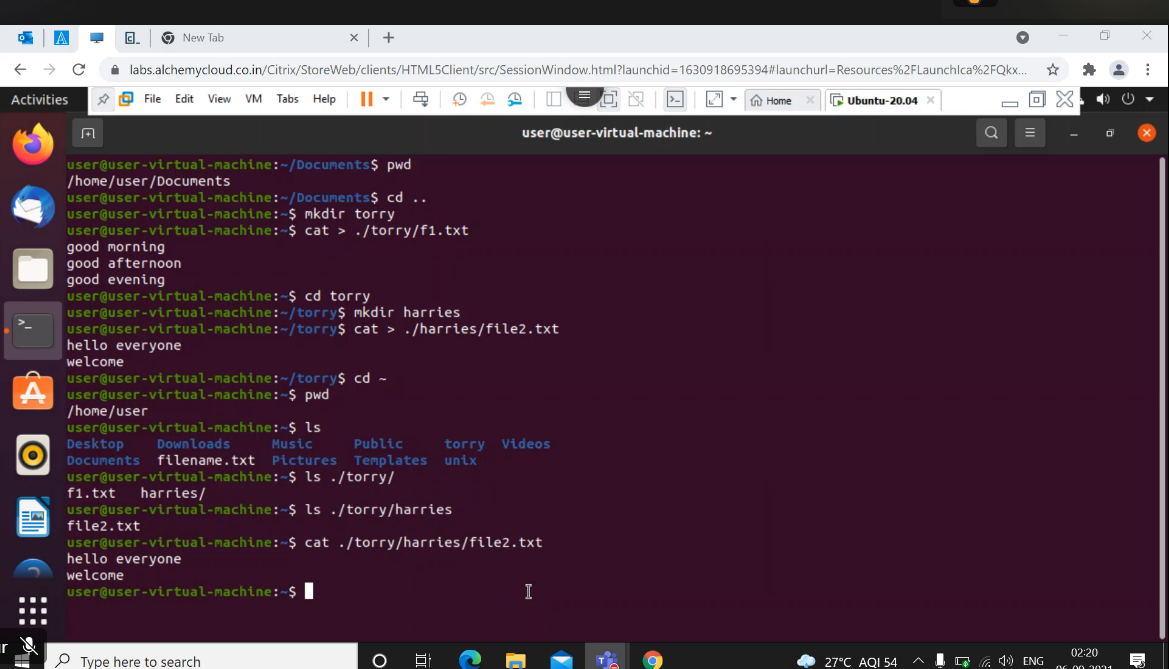 New Tab
labs.alchemycloud.co.in/Citrix/StoreWeb/clients/HTML5Client/src/SessionWindow.html?launchid=1630918695394#launchurl=Resources%2FLaunchIca%2FQkx...
Activities File Edit View VM Tabs Help Home Ubuntu-20.04
user@user-virtual-machine: ~
user@user-virtual-machine:~/Documents$ pwd
/home/user/Documents
user@user-virtual-machine:~/Documents$ cd ..
user@user-virtual-machine:~$ mkdir torry
user@user-virtual-machine:~$ cat > ./torry/f1.txt
good morning
good afternoon
good evening
user@user-virtual-machine:~$ cd torry
user@user-virtual-machine:~/torry$ mkdir harries
user@user-virtual-machine:~/torry$ cat > ./harries/file2.txt
hello everyone
welcome
user@user-virtual-machine:~/torry$ cd ~
user@user-virtual-machine:~$ pwd
/home/user
user@user-virtual-machine:~$ ls
Desktop Downloads Music Public torry Videos
Documents filename.txt Pictures Templates unix
user@user-virtual-machine:~$ ls ./torry/
f1.txt harries/
user@user-virtual-machine:~$ ls ./torry/harries
file2.txt
user@user-virtual-machine:~$ cat ./torry/harries/file2.txt
hello everyone
welcome
user@user-virtual-machine:~$
Type here to search
27°C AQI 54 ENG
02:20